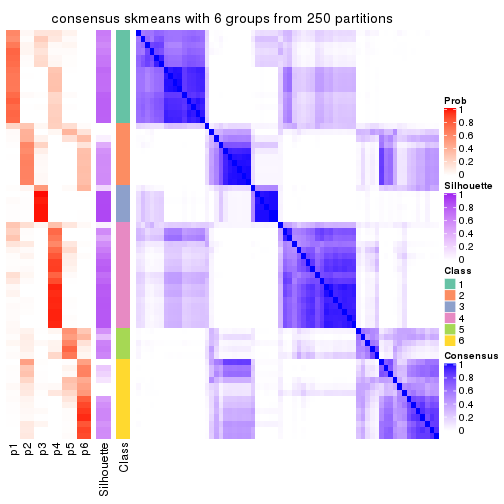 consensus skmeans with 6 groups from 250 partitions
Prob
1
0.8
0.6
0.4
0.2
0
Silhouette
1
0.8
0.6
0.4
0.2
0
Class
1
2
3
4
5
6
Consensus
1
0.8
0.6
0.4
0.2
0
p1
p2
p3
p4
p5
p6
Silhouette
Class